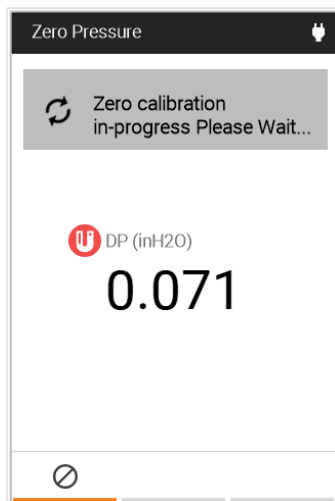 Zero Pressure
Zero calibration
in-progress Please Wait...
DP (inH2O)
0.071